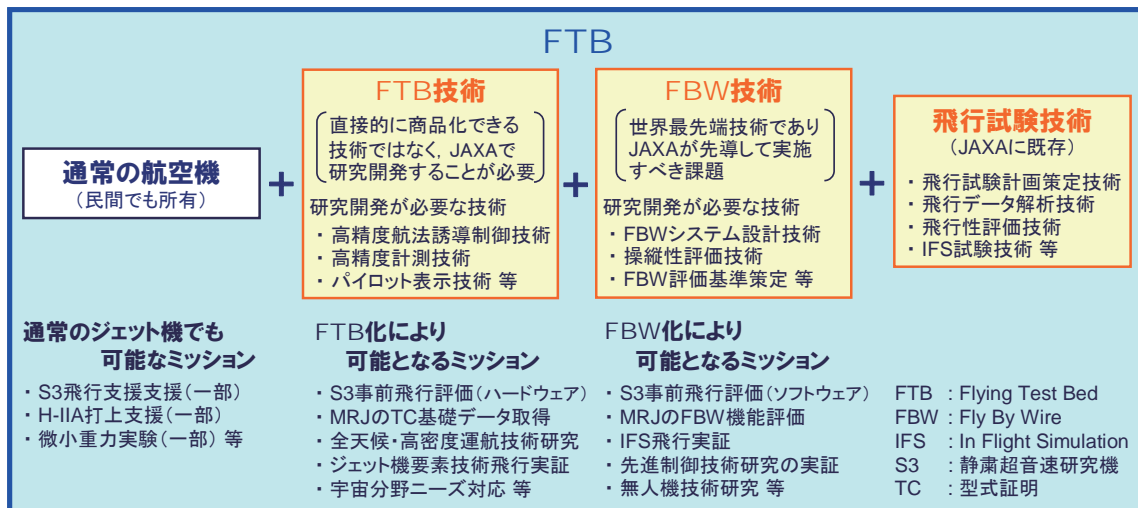 FTB
通常の航空機
（民間でも所有）
+
FTB技術
直接的に商品化できる
技術ではなく，JAXAで
研究開発することが必要
研究開発が必要な技術
・高精度航法誘導制御技術
・高精度計測技術
・パイロット表示技術 等
+
FBW技術
世界最先端技術であり
JAXAが先導して実施
すべき課題
研究開発が必要な技術
・FBWシステム設計技術
・操縦性評価技術
・FBW評価基準策定 等
+
飛行試験技術
（JAXAに既存）
・飛行試験計画策定技術
・飛行データ解析技術
・飛行性評価技術
・IFS試験技術 等
通常のジェット機でも
可能なミッション
・S3飛行支援支援（一部）
・H-IIA打上支援（一部）
・微小重力実験（一部） 等
FTB化により
可能となるミッション
・S3事前飛行評価（ハードウェア）
・MRJのTC基礎データ取得
・全天候・高密度運航技術研究
・ジェット機要素技術飛行実証
・宇宙分野ニーズ対応 等
FBW化により
可能となるミッション
・S3事前飛行評価（ソフトウェア）
・MRJのFBW機能評価
・IFS飛行実証
・先進制御技術研究の実証
・無人機技術研究 等
FTB : Flying Test Bed
FBW : Fly By Wire
IFS : In Flight Simulation
S3 : 静粛超音速研究機
TC : 型式証明